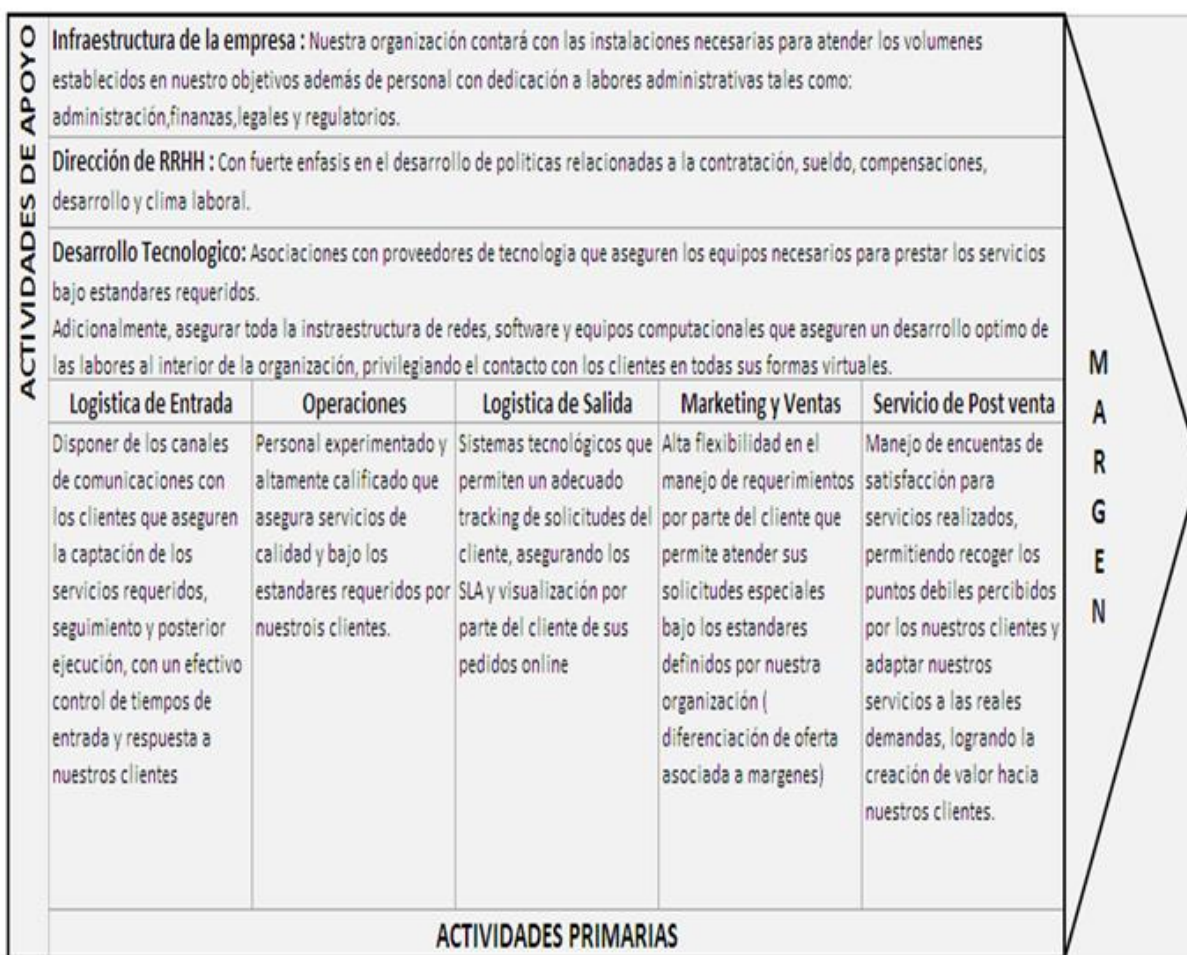 ACTIVIDADES DE APOYO
Infraestructura de la empresa : Nuestra organización contará con las instalaciones necesarias para atender los volumenes
establecidos en nuestro objetivos además de personal con dedicación a labores administrativas tales como:
administración,finanzas,legales y regulatorios.
Dirección de RRHH : Con fuerte enfasis en el desarrollo de politicas relacionadas a la contratación, sueldo, compensaciones,
desarrollo y clima laboral.
Desarrollo Tecnologico: Asociaciones con proveedores de tecnologia que aseguren los equipos necesarios para prestar los servicios
bajo estandares requeridos.
Adicionalmente, asegurar toda la instraestructura de redes, software y equipos computacionales que aseguren un desarrollo optimo de
las labores al interior de la organización, privilegiando el contacto con los clientes en todas sus formas virtuales.
Logistica de Entrada
Disponer de los canales
de comunicaciones con
los clientes que aseguren
la captación de los
servicios requeridos,
seguimiento y posterior
ejecución, con un efectivo
control de tiempos de
entrada y respuesta a
nuestros clientes
Operaciones
Personal experimentado y
altamente calificado que
asegura servicios de
calidad y bajo los
estandares requeridos por
nuestrois clientes.
Logistica de Salida
Sistemas tecnológicos que
permiten un adecuado
tracking de solicitudes del
cliente, asegurando los
SLA y visualización por
parte del cliente de sus
pedidos online
Marketing y Ventas
Alta flexibilidad en el
manejo de requerimientos
por parte del cliente que
permite atender sus
solicitudes especiales
bajo los estandares
definidos por nuestra
organización (
diferenciación de oferta
asociada a margenes)
Servicio de Post venta
Manejo de encuentas de
satisfacción para
servicios realizados,
permitiendo recoger los
puntos debiles percibidos
por los nuestros clientes y
adaptar nuestros
servicios a las reales
demandas, logrando la
creación de valor hacia
nuestros clientes.
ACTIVIDADES PRIMARIAS
MARGEN